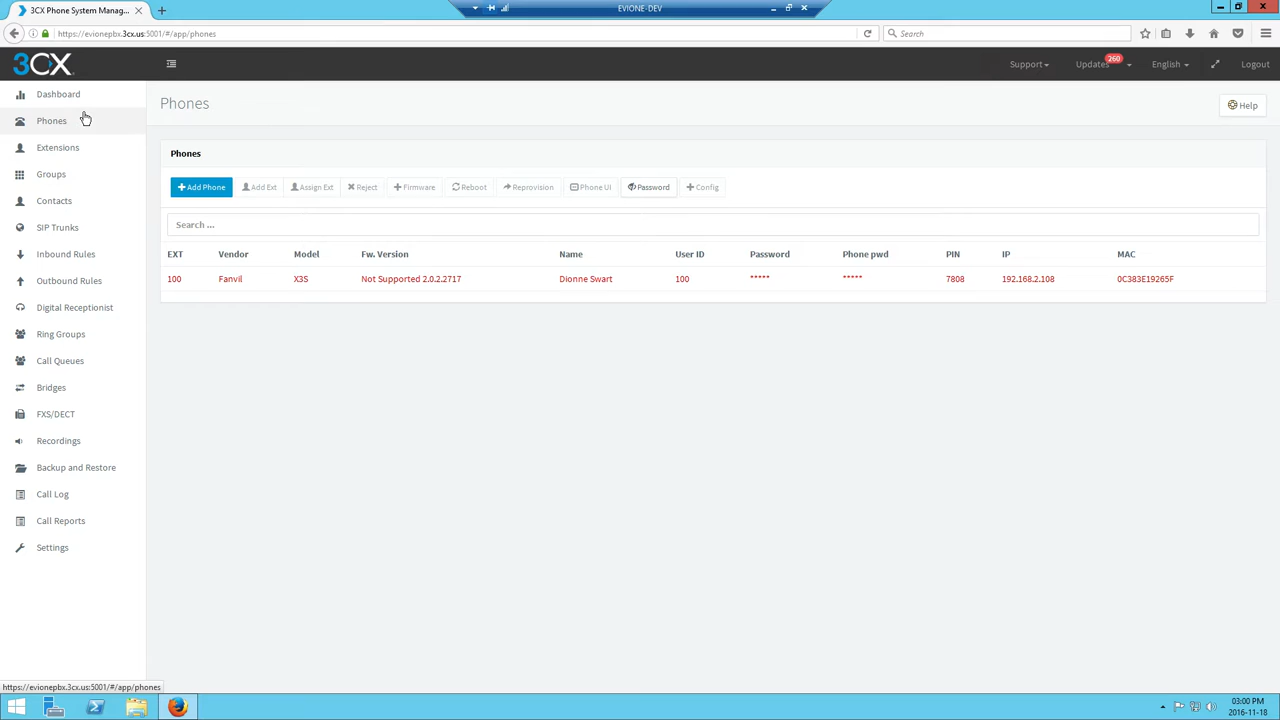 3CX Phone System Manag...
EVIONE-DEV
https://evionepbx.3cx.us:5001/#/app/phones
Search
3CX
Support
Updates
260
English
Logout
Dashboard
Phones
Extensions
Groups
Contacts
SIP Trunks
Inbound Rules
Outbound Rules
Digital Receptionist
Ring Groups
Call Queues
Bridges
FXS/DECT
Recordings
Backup and Restore
Call Log
Call Reports
Settings
Phones
Help
Phones
+ Add Phone Add Ext Assign Ext Reject + Firmware Reboot Reprovision Phone UI Password + Config
Search ...
EXT Vendor Model Fw. Version Name User ID Password Phone pwd PIN IP MAC
100 Fanvil X3S Not Supported 2.0.2.2717 Dionne Swart 100 ***** ***** 7808 192.168.2.108 0C383E19265F
https://evionepbx.3cx.us:5001/#/app/phones
03:00 PM
2016-11-18